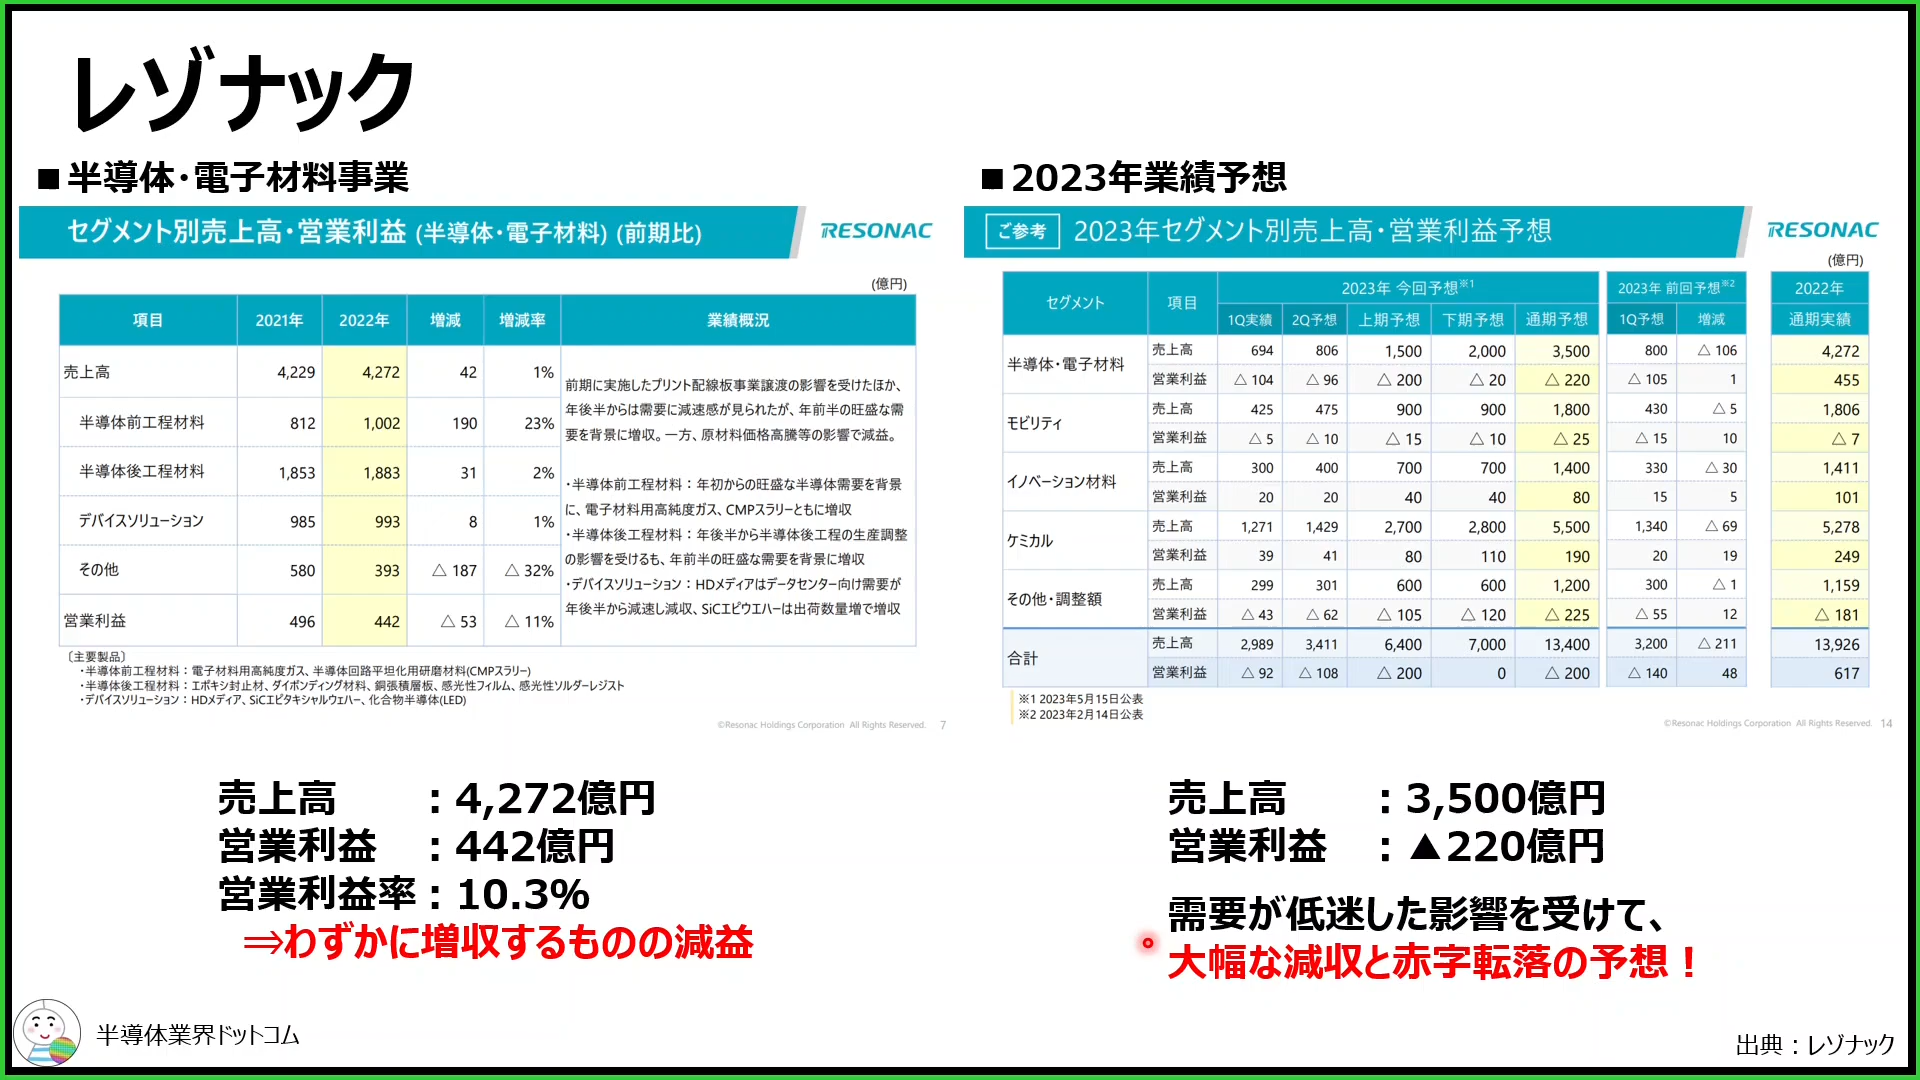 レゾナック
■半導体・電子材料事業
セグメント別売上高・営業利益 (半導体・電子材料) (前期比)
RESONAC
(億円)
項目 2021年 2022年 増減 増減率 業績概況
売上高 4,229 4,272 42 1%
半導体前工程材料 812 1,002 190 23%
半導体後工程材料 1,853 1,883 31 2%
デバイスソリューション 985 993 8 1%
その他 580 393 △ 187 △ 32%
営業利益 496 442 △ 53 △ 11%
前期に実施したプリント配線板事業譲渡の影響を受けたほか、
年後半からは需要に減速感が見られたが、年前半の旺盛な需
要を背景に増収。一方、原材料価格高騰等の影響で減益。
・半導体前工程材料：年初からの旺盛な半導体需要を背景
に、電子材料用高純度ガス、CMPスラリーともに増収
・半導体後工程材料：年後半から半導体後工程の生産調整
の影響を受けるも、年前半の旺盛な需要を背景に増収
・デバイスソリューション：HDメディアはデータセンター向け需要が
年後半から減速し減収、SiCエピウエハーは出荷数量増で増収
〔主要製品〕
・半導体前工程材料：電子材料用高純度ガス、半導体回路平坦化用研磨材料(CMPスラリー)
・半導体後工程材料：エポキシ封止材、ダイボンディング材料、銅張積層板、感光性フィルム、感光性ソルダーレジスト
・デバイスソリューション：HDメディア、SiCエピタキシャルウェハー、化合物半導体(LED)
©Resonac Holdings Corporation All Rights Reserved. 7
売上高 ：4,272億円
営業利益 ：442億円
営業利益率：10.3%
⇒わずかに増収するものの減益
■2023年業績予想
ご参考 2023年セグメント別売上高・営業利益予想
RESONAC
(億円)
セグメント 項目 2023年 今回予想※1 2023年 前回予想※2 2022年
1Q実績 2Q予想 上期予想 下期予想 通期予想 1Q予想 増減 通期実績
半導体・電子材料 売上高 694 806 1,500 2,000 3,500 800 △ 106 4,272
営業利益 △ 104 △ 96 △ 200 △ 20 △ 220 △ 105 1 455
モビリティ 売上高 425 475 900 900 1,800 430 △ 5 1,806
営業利益 △ 5 △ 10 △ 15 △ 10 △ 25 △ 15 10 △ 7
イノベーション材料 売上高 300 400 700 700 1,400 330 △ 30 1,411
営業利益 20 20 40 40 80 15 5 101
ケミカル 売上高 1,271 1,429 2,700 2,800 5,500 1,340 △ 69 5,278
営業利益 39 41 80 110 190 20 19 249
その他・調整額 売上高 299 301 600 600 1,200 300 △ 1 1,159
営業利益 △ 43 △ 62 △ 105 △ 120 △ 225 △ 55 12 △ 181
合計 売上高 2,989 3,411 6,400 7,000 13,400 3,200 △ 211 13,926
営業利益 △ 92 △ 108 △ 200 0 △ 200 △ 140 48 617
※1 2023年5月15日公表
※2 2023年2月14日公表
©Resonac Holdings Corporation All Rights Reserved. 14
売上高 ：3,500億円
営業利益 ：▲220億円
需要が低迷した影響を受けて、
大幅な減収と赤字転落の予想！
半導体業界ドットコム
出典：レゾナック